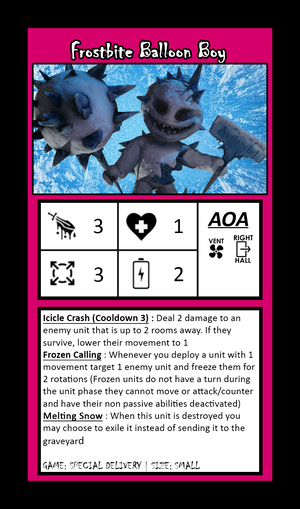 Frostbite Balloon Boy
3
1
AOA
VENT
RIGHT
HALL
3
2
Icicle Crash (Cooldown 3) : Deal 2 damage to an
enemy unit that is up to 2 rooms away. If they
survive, lower their movement to 1
Frozen Calling : Whenever you deploy a unit with 1
movement target 1 enemy unit and freeze them for
2 rotations (Frozen units do not have a turn during
the unit phase they cannot move or attack/counter
and have their non passive abilities deactivated)
Melting Snow : When this unit is destroyed you
may choose to exile it instead of sending it to the
graveyard
GAME: SPECIAL DELIVERY | SIZE: SMALL